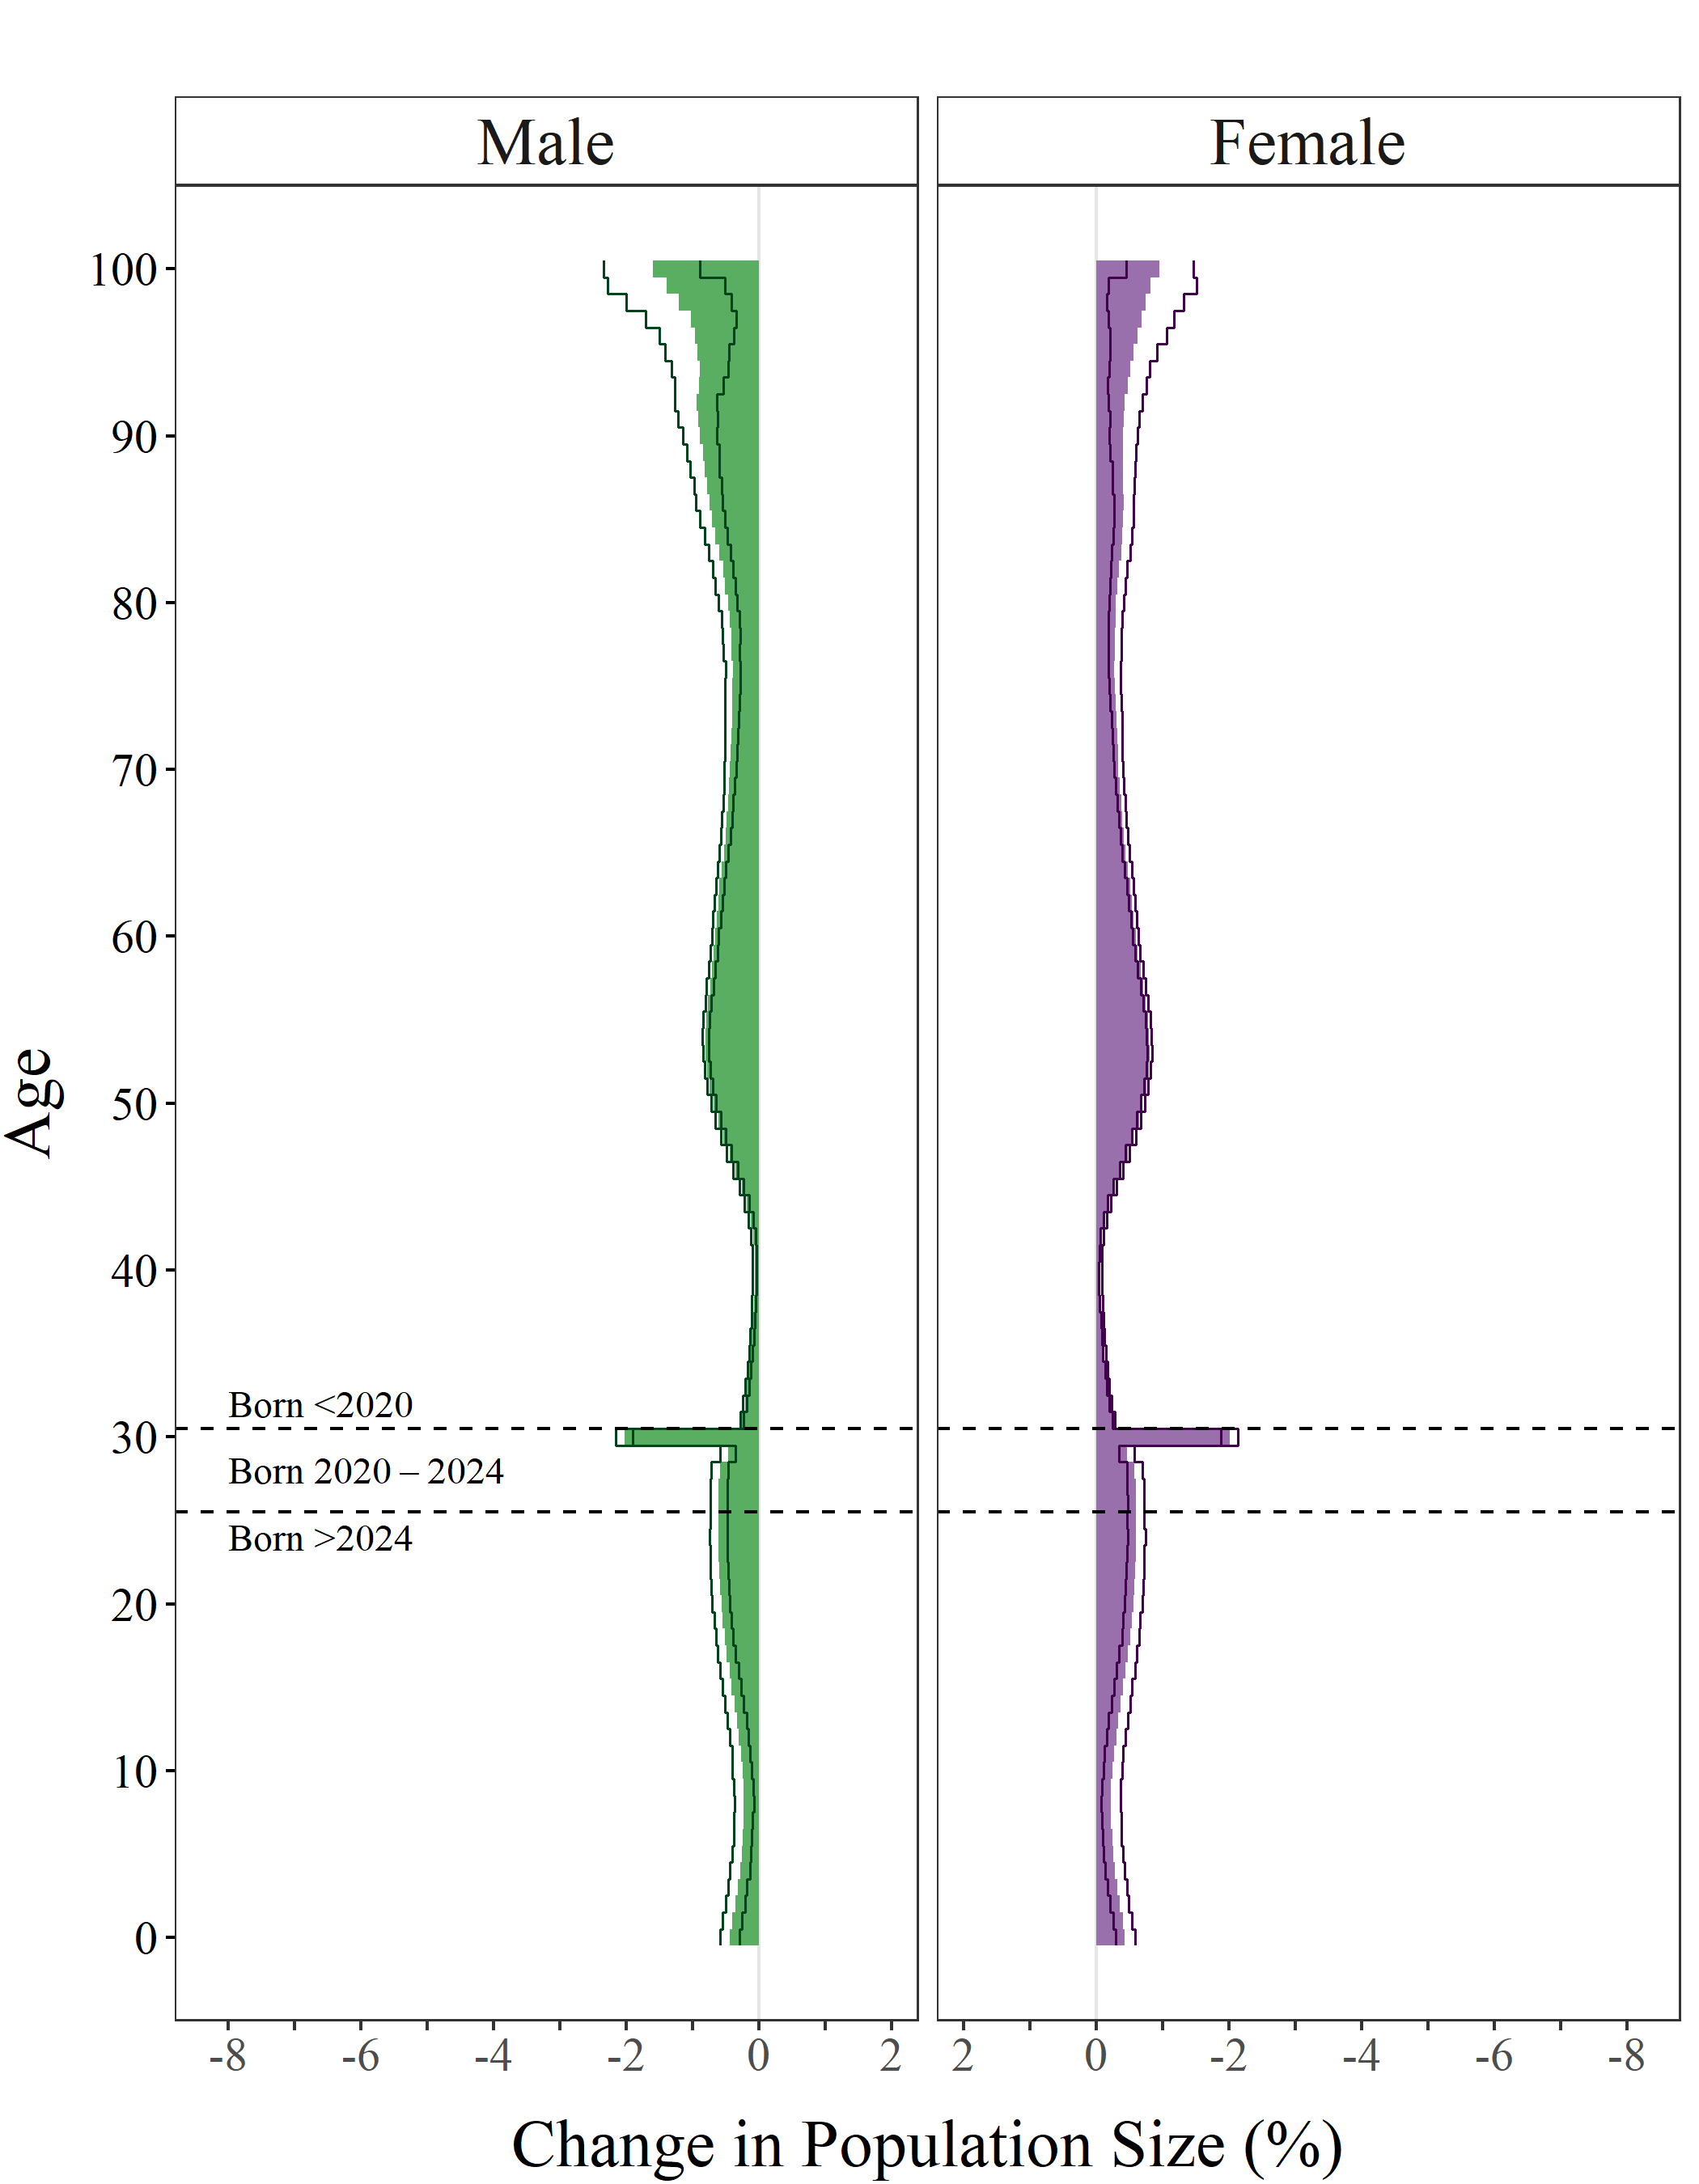 Male
Female
100
90
80
70
60
50
40
Born <2020
30
Born 2020 – 2024
Born >2024
20
10
0
Age
-8 -6 -4 -2 0 2
2 0 -2 -4 -6 -8
Change in Population Size (%)